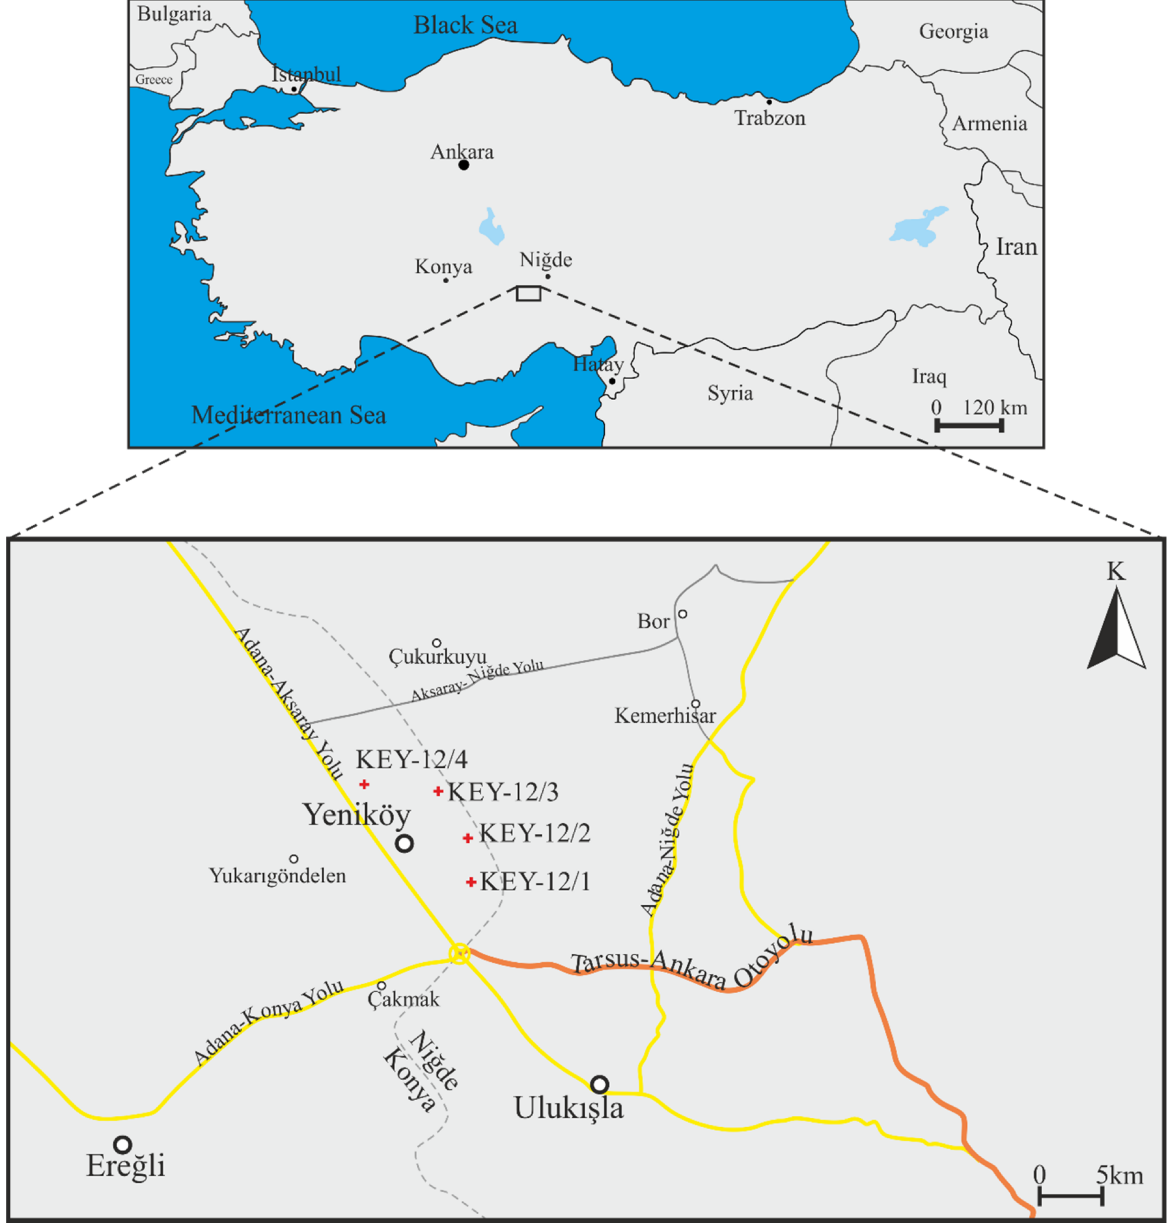 Bulgaria
Black Sea
Georgia
Greece
İstanbul
Trabzon
Armenia
Ankara
Iran
Konya
Niğde
Hatay
Syria
Iraq
Mediterranean Sea
0 120 km
K
Bor
Çukurkuyu
Aksaray-Niğde Yolu
Adana-Aksaray Yolu
Kemerhisar
KEY-12/4
KEY-12/3
Yeniköy
KEY-12/2
Adana-Niğde Yolu
Yukarıgöndelen
KEY-12/1
Tarsus-Ankara Otoyolu
Adana-Konya Yolu
Çakmak
Niğde
Konya
Ulukışla
Ereğli
0 5km